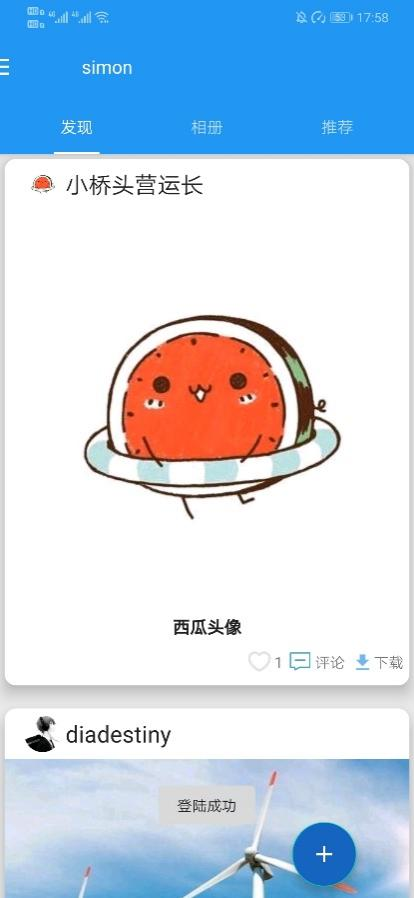 53 17:58
simon
发现
相册
推荐
小桥头营运长
西瓜头像
1 评论 下载
diadestiny
登陆成功